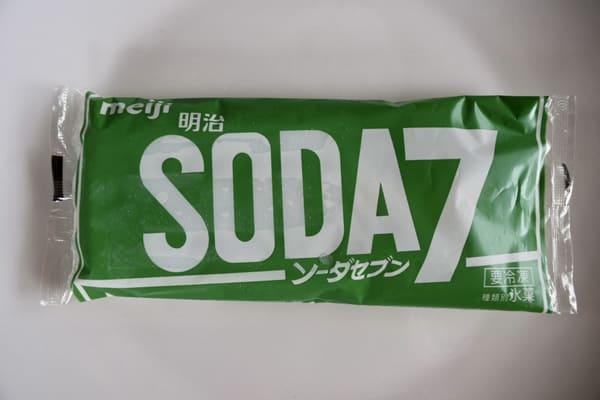 meiji
明治
SODA7
ソーダセブン
要冷凍
種類別 氷菓